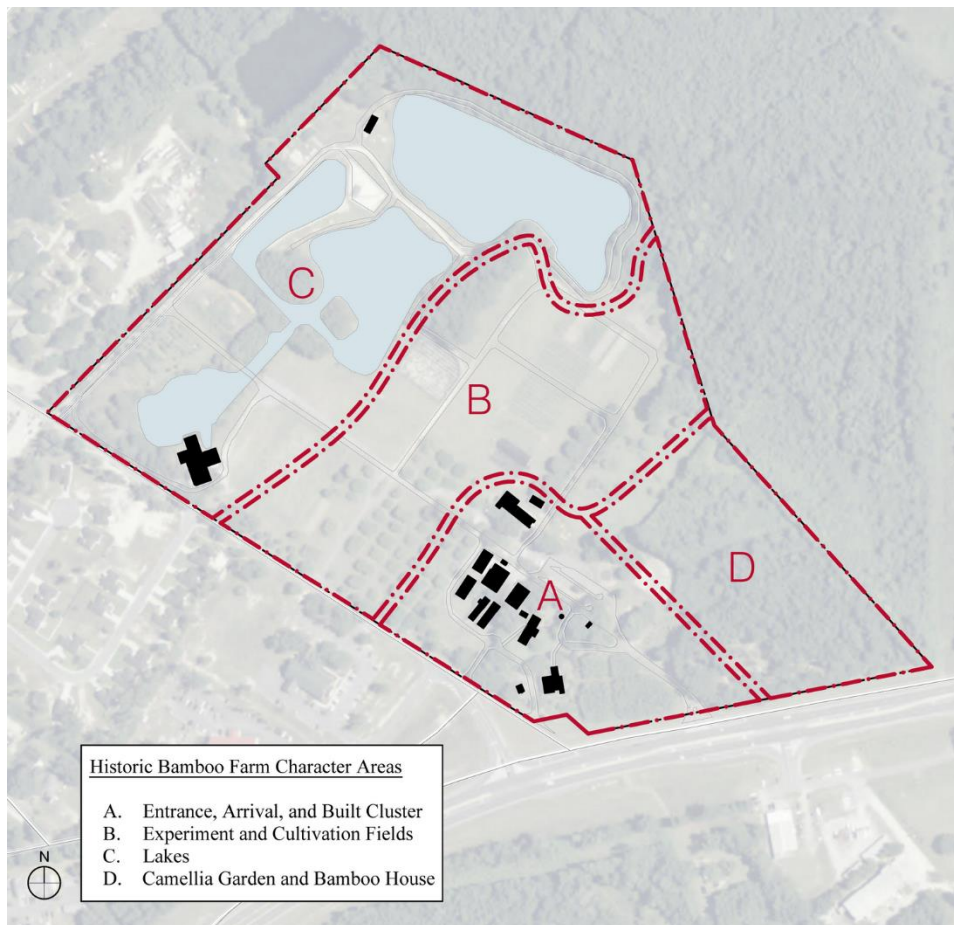 C
B
A
D
Historic Bamboo Farm Character Areas
A. Entrance, Arrival, and Built Cluster
B. Experiment and Cultivation Fields
C. Lakes
D. Camellia Garden and Bamboo House
N